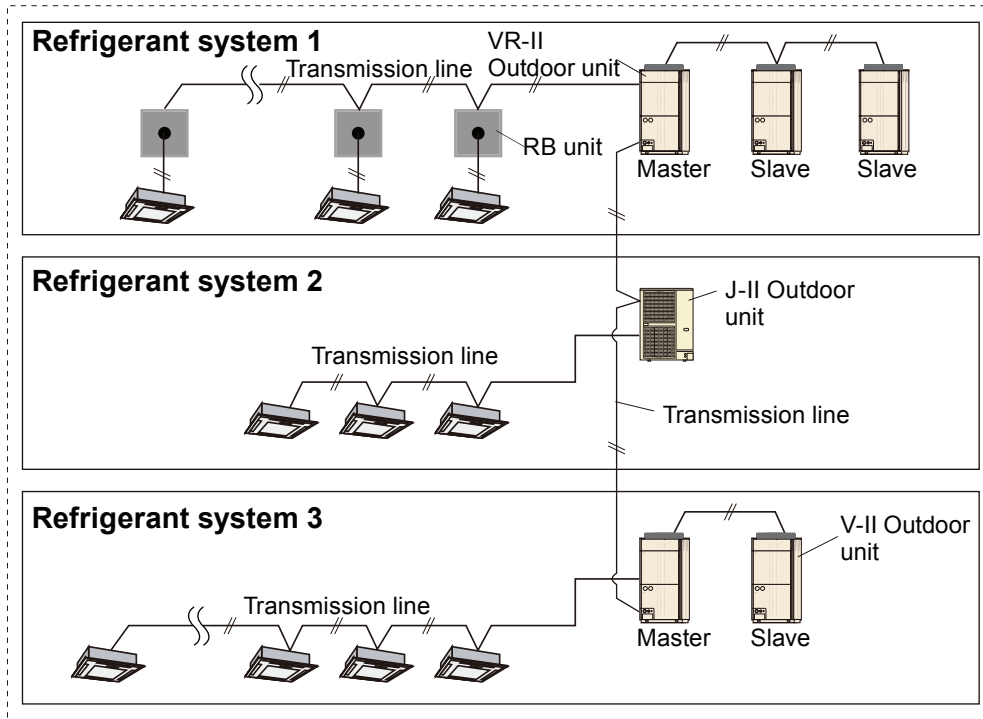 Refrigerant system 1
VR-II
Outdoor unit
Transmission line
RB unit
Master
Slave
Slave
Refrigerant system 2
J-II Outdoor
unit
Transmission line
Transmission line
Refrigerant system 3
V-II Outdoor
unit
Transmission line
Master
Slave